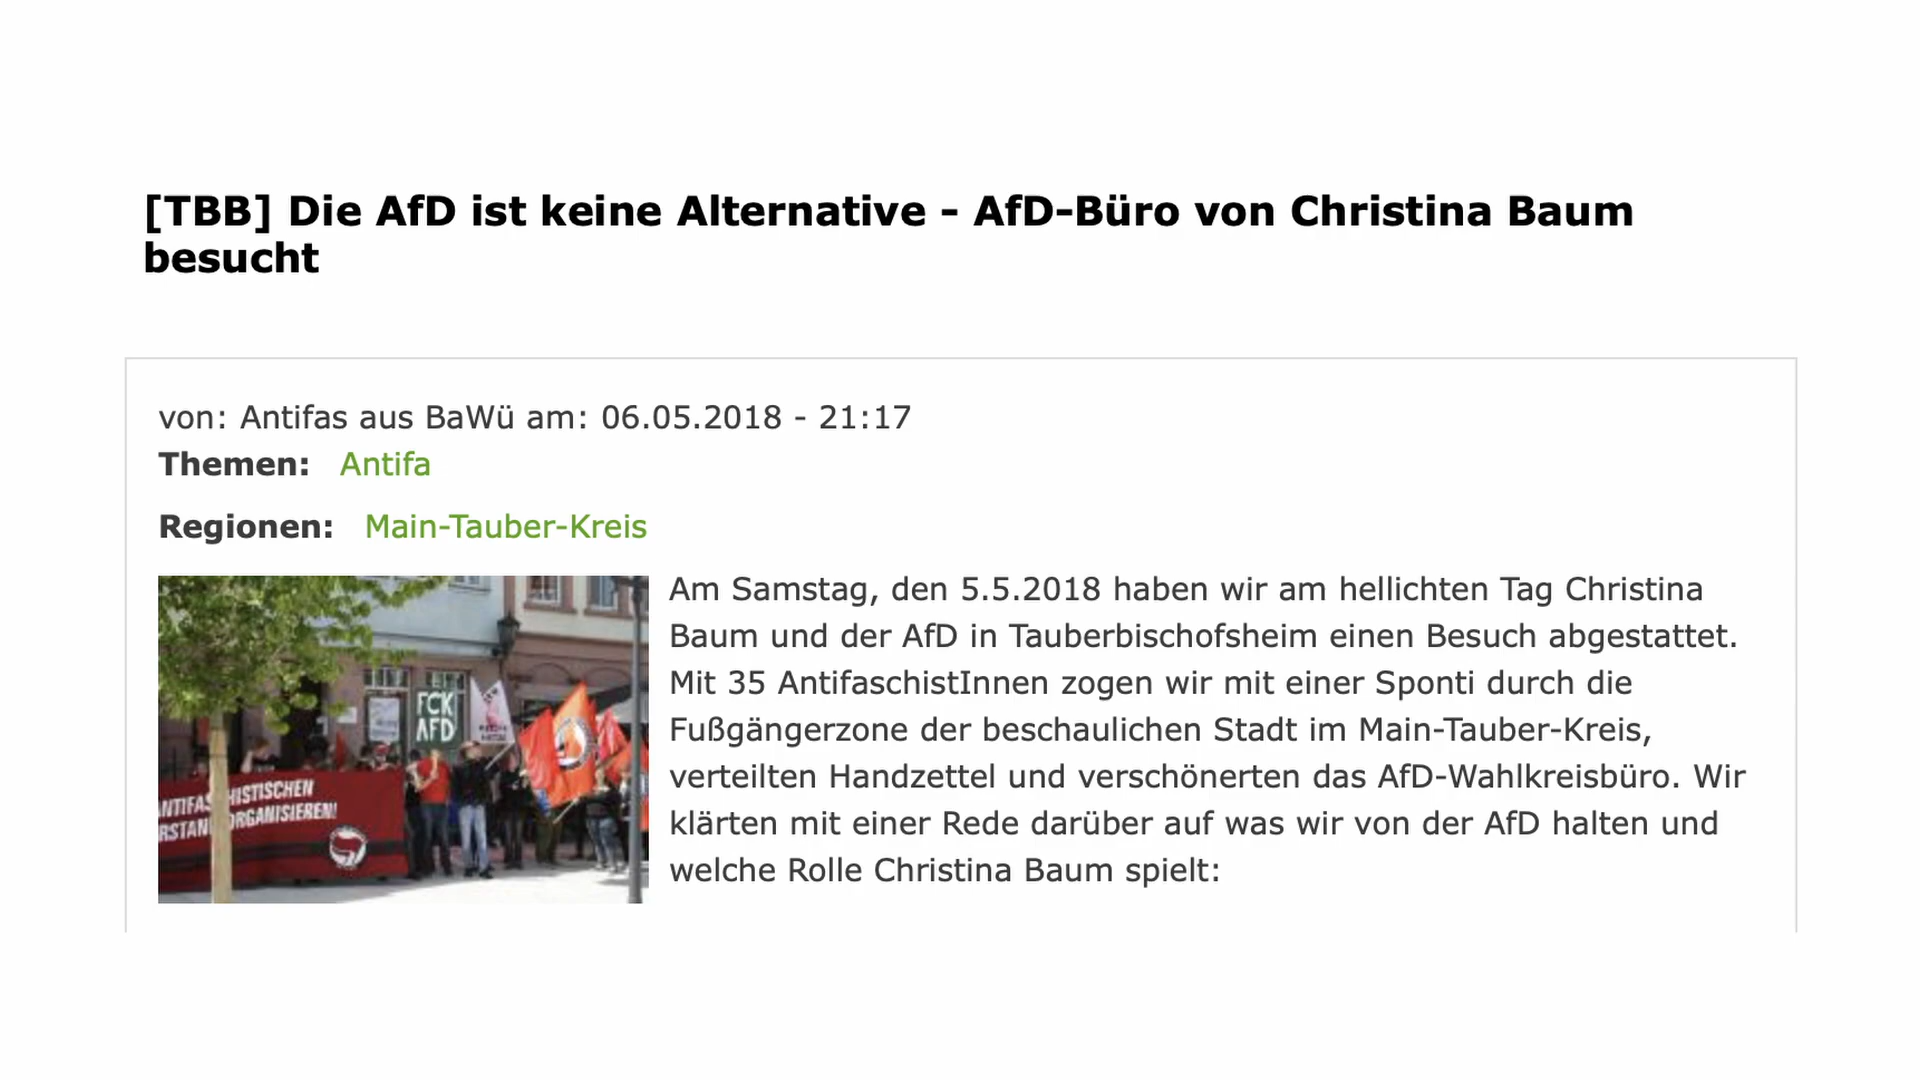 [TBB] Die AfD ist keine Alternative - AfD-Büro von Christina Baum
besucht
von: Antifas aus BaWü am: 06.05.2018 - 21:17
Themen: Antifa
Regionen: Main-Tauber-Kreis
Am Samstag, den 5.5.2018 haben wir am hellichten Tag Christina
Baum und der AfD in Tauberbischofsheim einen Besuch abgestattet.
Mit 35 AntifaschistInnen zogen wir mit einer Sponti durch die
Fußgängerzone der beschaulichen Stadt im Main-Tauber-Kreis,
verteilten Handzettel und verschönerten das AfD-Wahlkreisbüro. Wir
klärten mit einer Rede darüber auf was wir von der AfD halten und
welche Rolle Christina Baum spielt:
FCK
AFD
ORGANISIEREN!